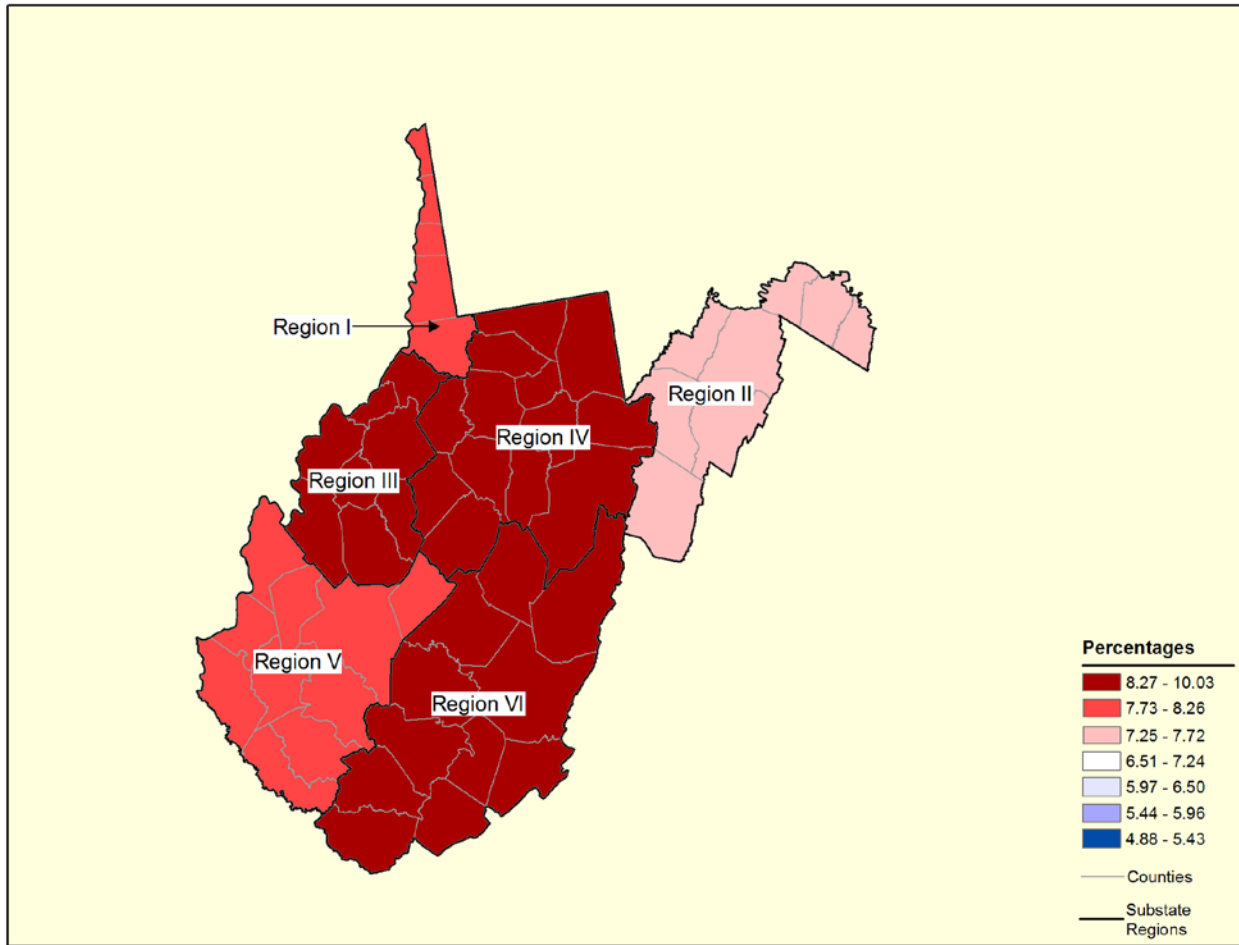 Region I
Region II
Region IV
Region III
Region V
Region VI
Percentages
8.27 - 10.03
7.73 - 8.26
7.25 - 7.72
6.51 - 7.24
5.97 - 6.50
5.44 - 5.96
4.88 - 5.43
Counties
Substate
Regions